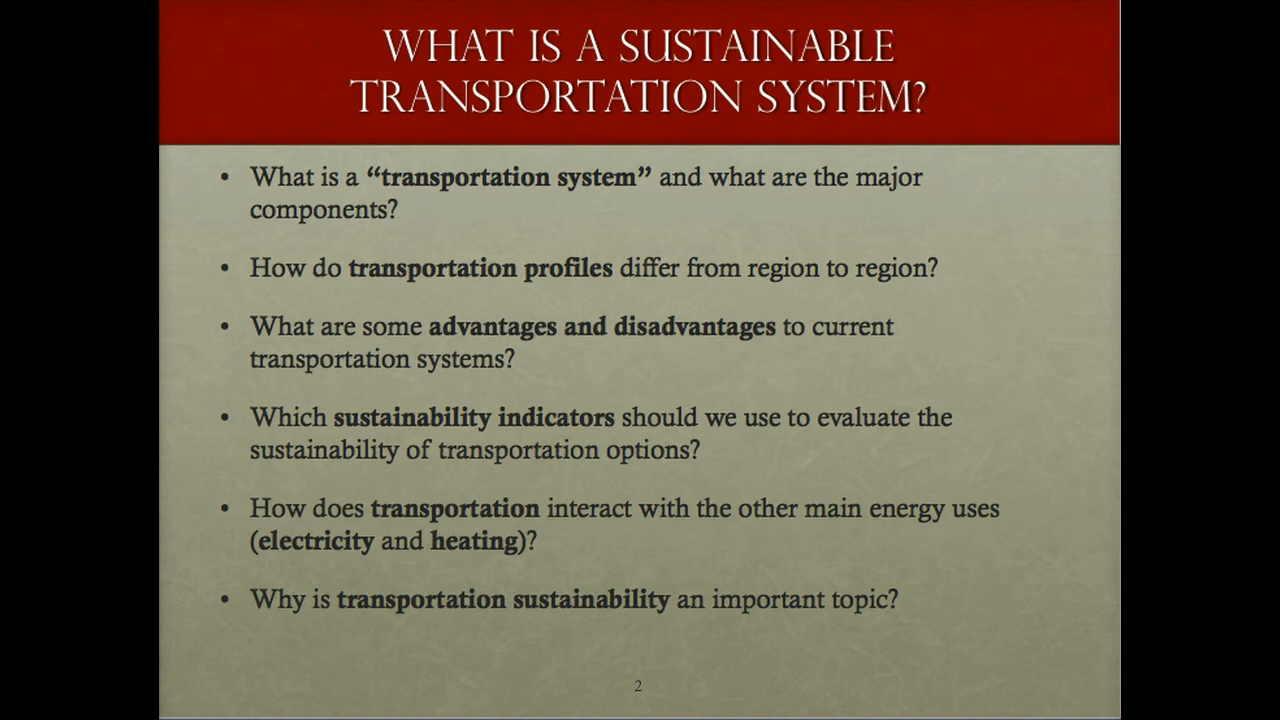 WHAT IS A SUSTAINABLE
TRANSPORTATION SYSTEM?
• What is a “transportation system” and what are the major
components?
• How do transportation profiles differ from region to region?
• What are some advantages and disadvantages to current
transportation systems?
• Which sustainability indicators should we use to evaluate the
sustainability of transportation options?
• How does transportation interact with the other main energy uses
(electricity and heating)?
• Why is transportation sustainability an important topic?
2